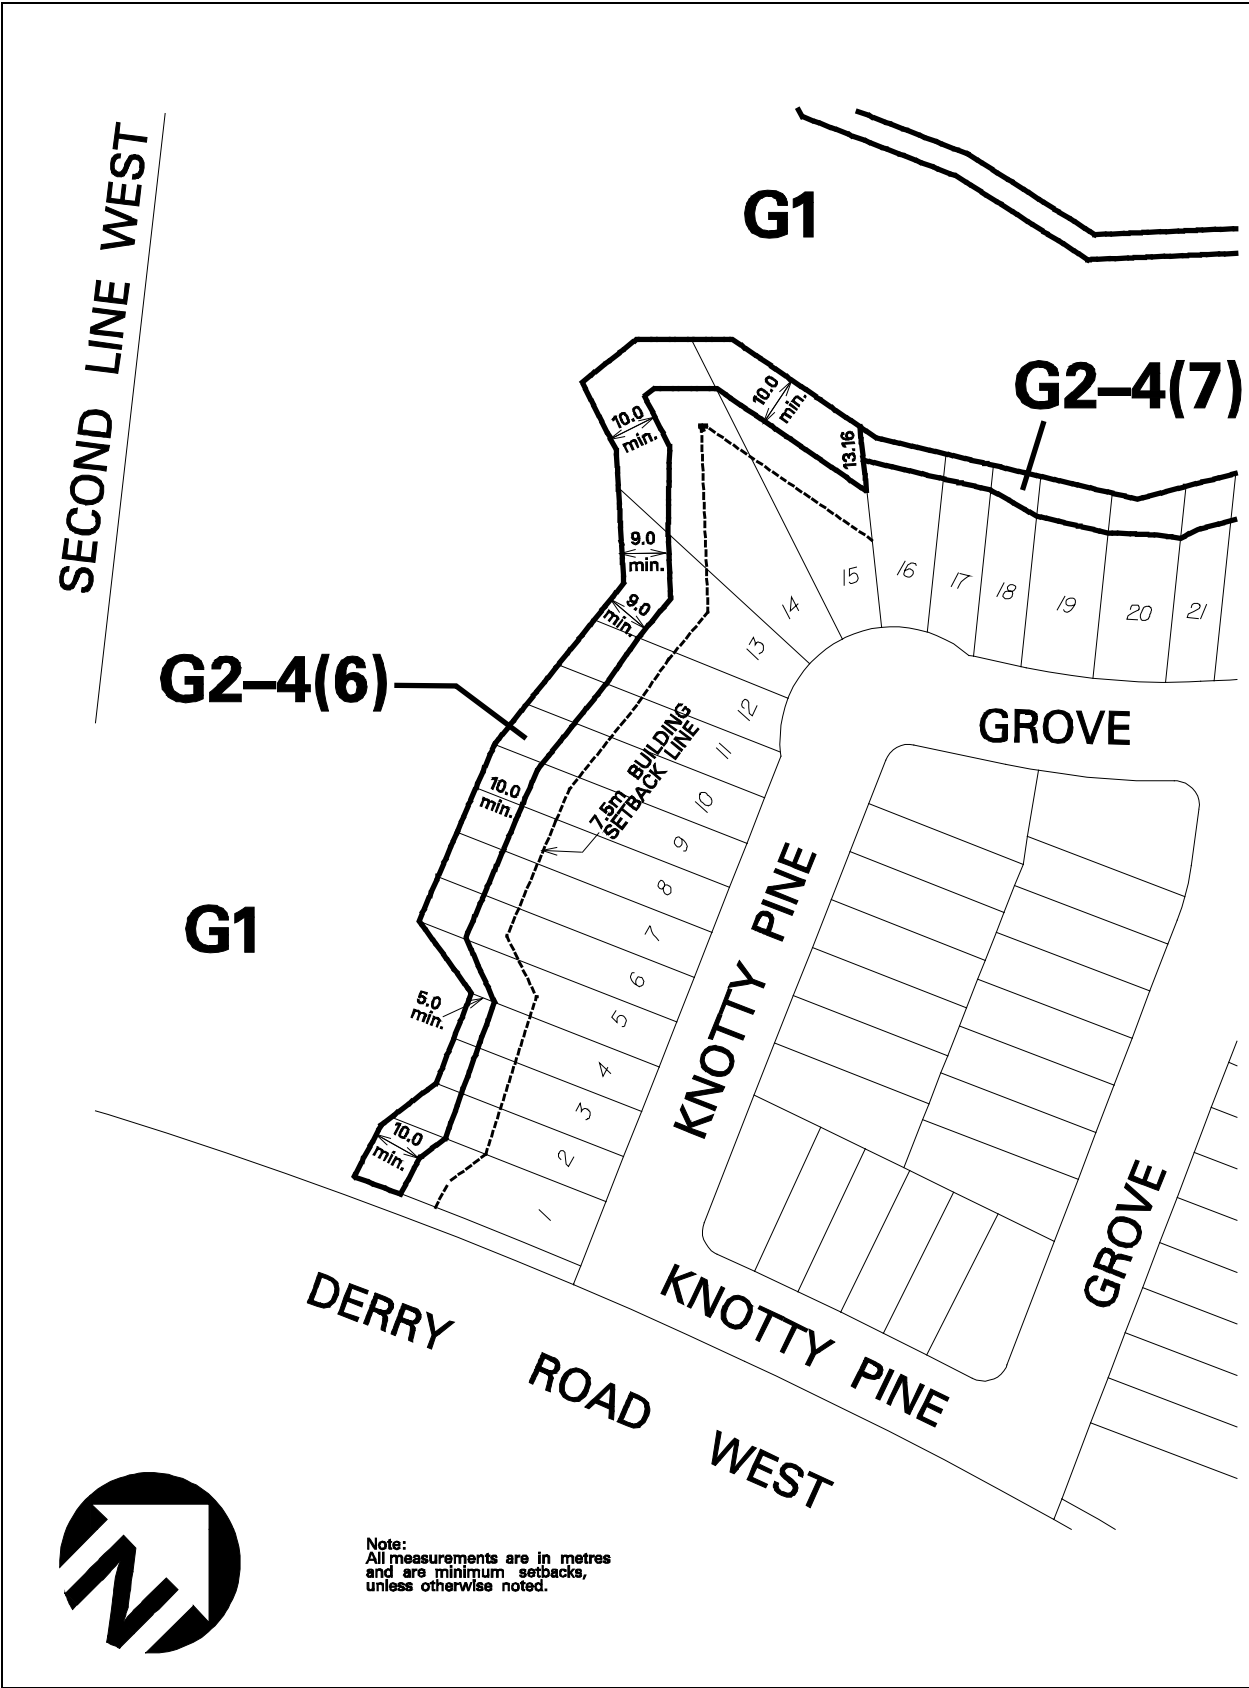 SECOND LINE WEST
G1
G2–4(7)
10.0
min.
10.0
min.
13.16
9.0
min.
9.0
min.
G2–4(6)
15
16
17
18
19
20
21
14
13
12
11
10
9
8
7
6
5
4
3
2
1
7.5m BUILDING
SETBACK LINE
GROVE
10.0
min.
KNOTTY PINE
G1
5.0
min.
10.0
min.
GROVE
KNOTTY PINE
DERRY ROAD WEST
N
Note:
All measurements are in metres
and are minimum setbacks,
unless otherwise noted.